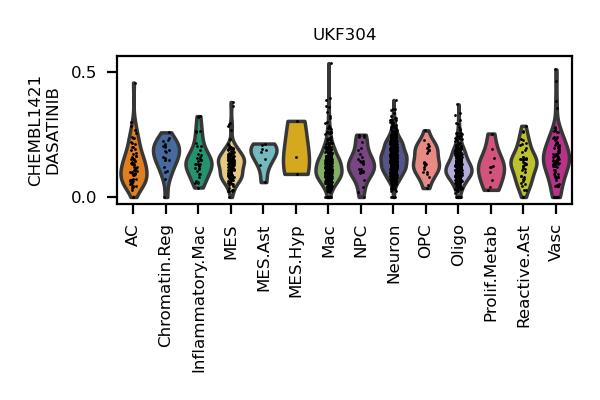 UKF304
CHEMBL1421
DASATINIB
0.5
0.0
AC
Chromatin.Reg
Inflammatory.Mac
MES
MES.Ast
MES.Hyp
Mac
NPC
Neuron
OPC
Oligo
Prolif.Metab
Reactive.Ast
Vasc